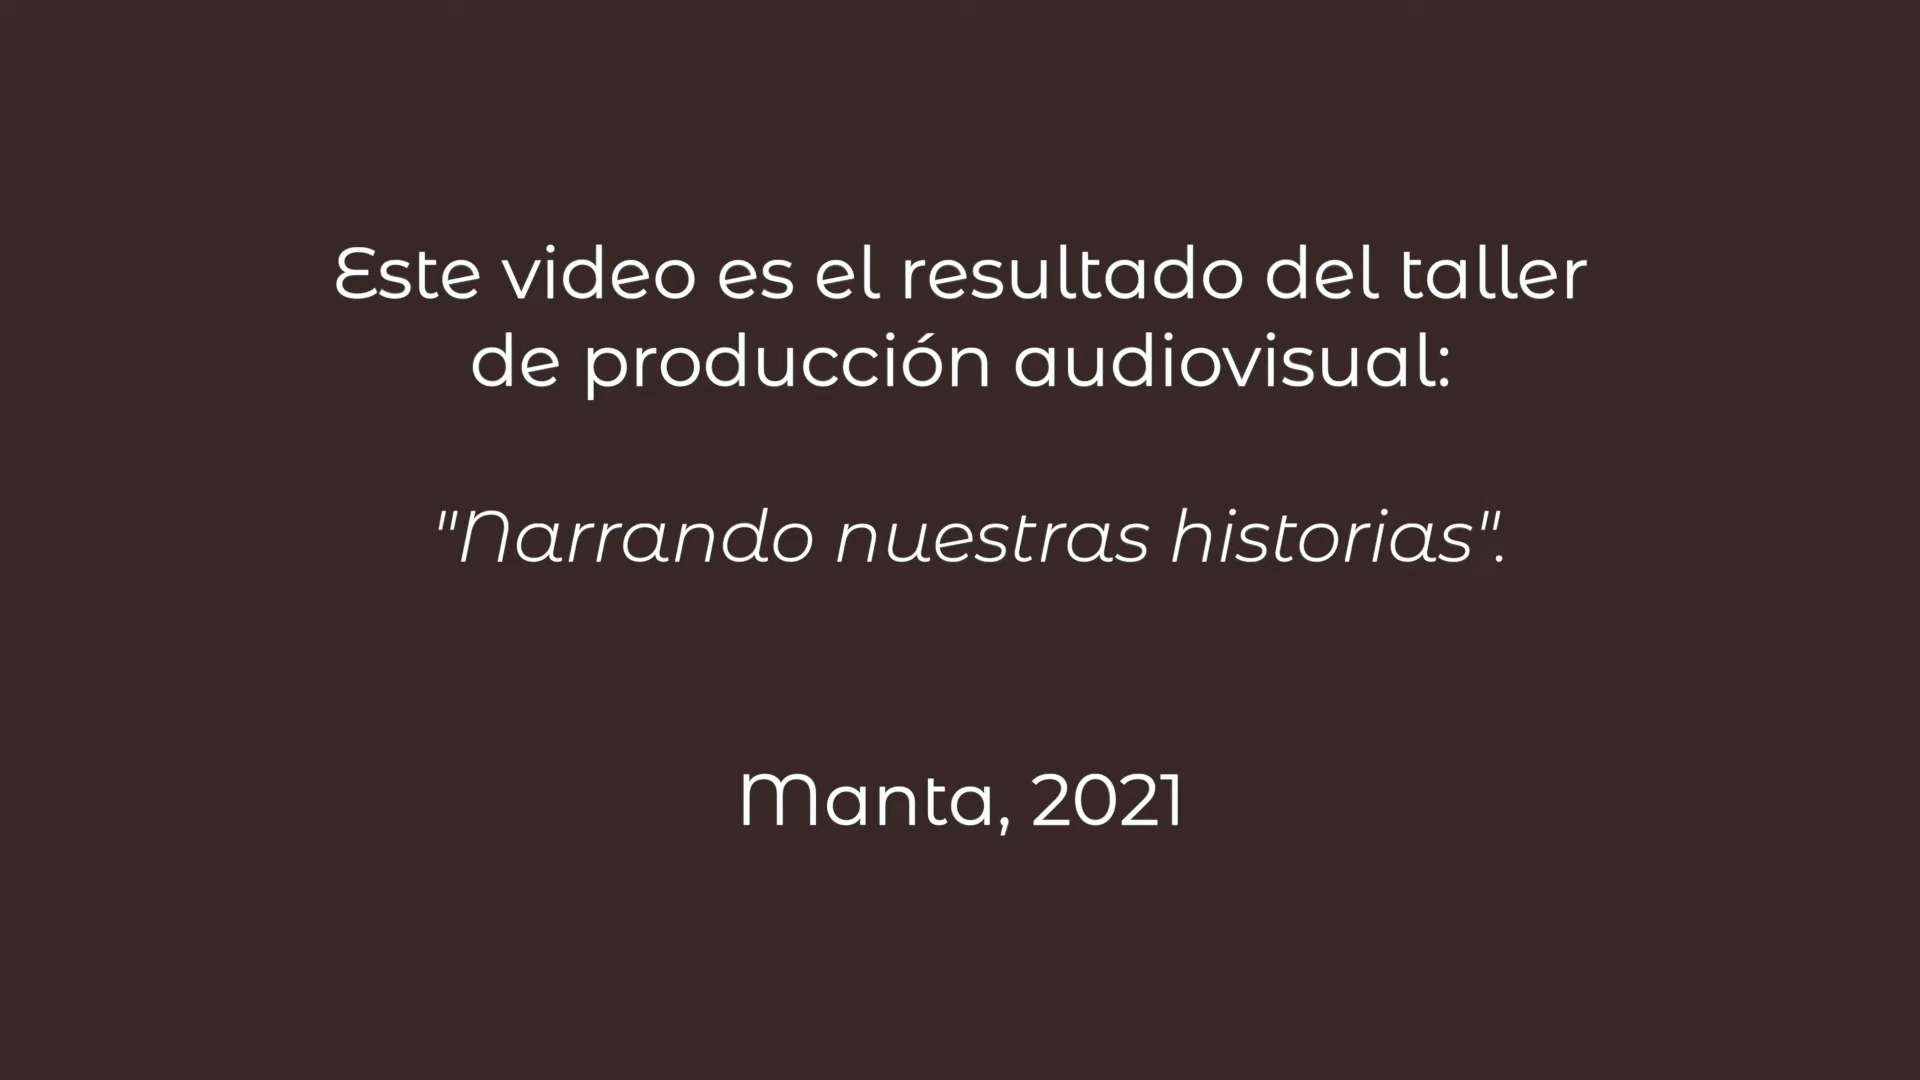 Este video es el resultado del taller
de producción audiovisual:
"Narrando nuestras historias".
Manta, 2021